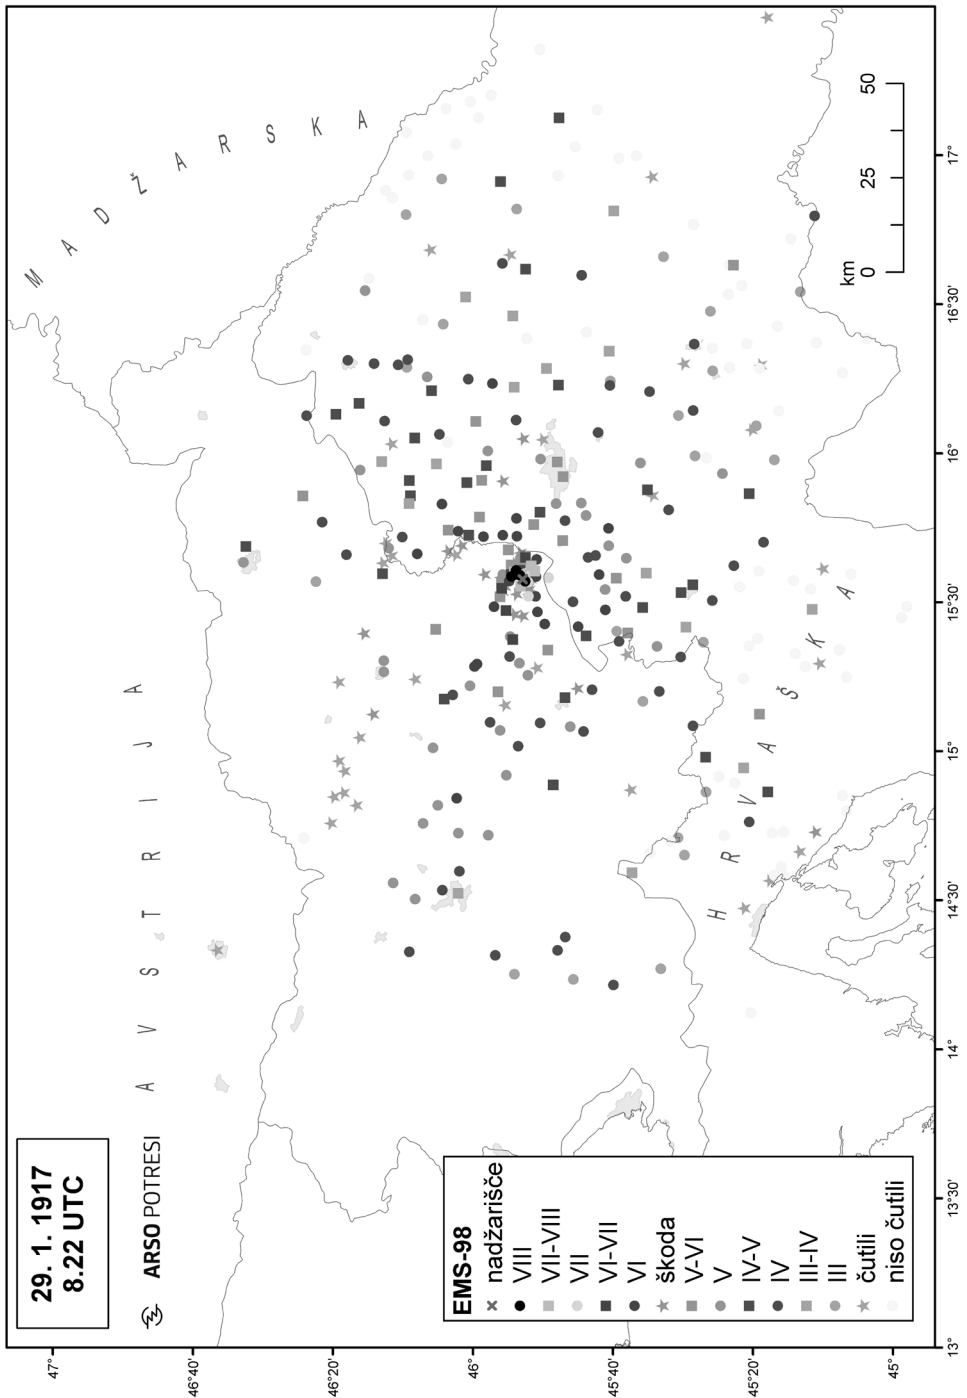 29. 1. 1917
8.22 UTC
ARSO POTRESI
A V S T R I J A
M A D Ž A R S K A
H R V A Š K A
EMS-98
nadžarišče
VIII
VII-VIII
VII
VI-VII
VI
škoda
V-VI
V
IV-V
IV
III-IV
III
čutili
niso čutili
km
0 25 50
47°
46°40'
46°20'
46°
45°40'
45°20'
45°
13° 13°30' 14° 14°30' 15° 15°30' 16° 16°30' 17°